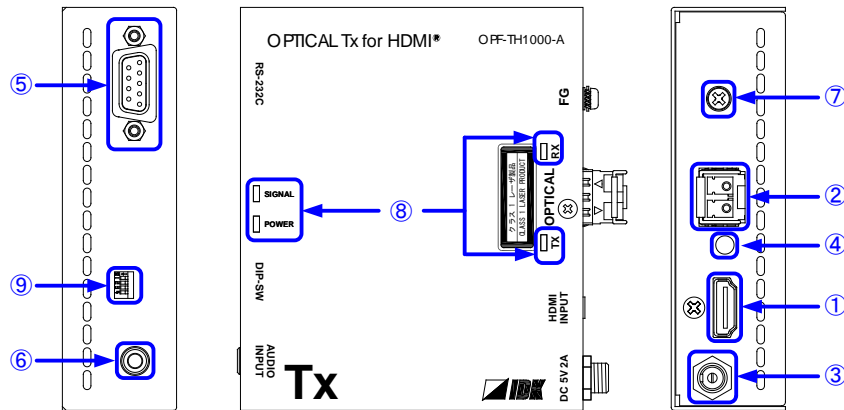 OPTICAL Tx for HDMI®
OPF-TH1000-A
RS-232C
FG
RX
OPTICAL
クラス 1 レーザ製品
CLASS 1 LASER PRODUCT
TX
SIGNAL
POWER
DIP-SW
HDMI
INPUT
AUDIO
INPUT
Tx
IDK
DC 5V 2A
⑤
⑨
⑥
⑧
⑦
②
④
①
③